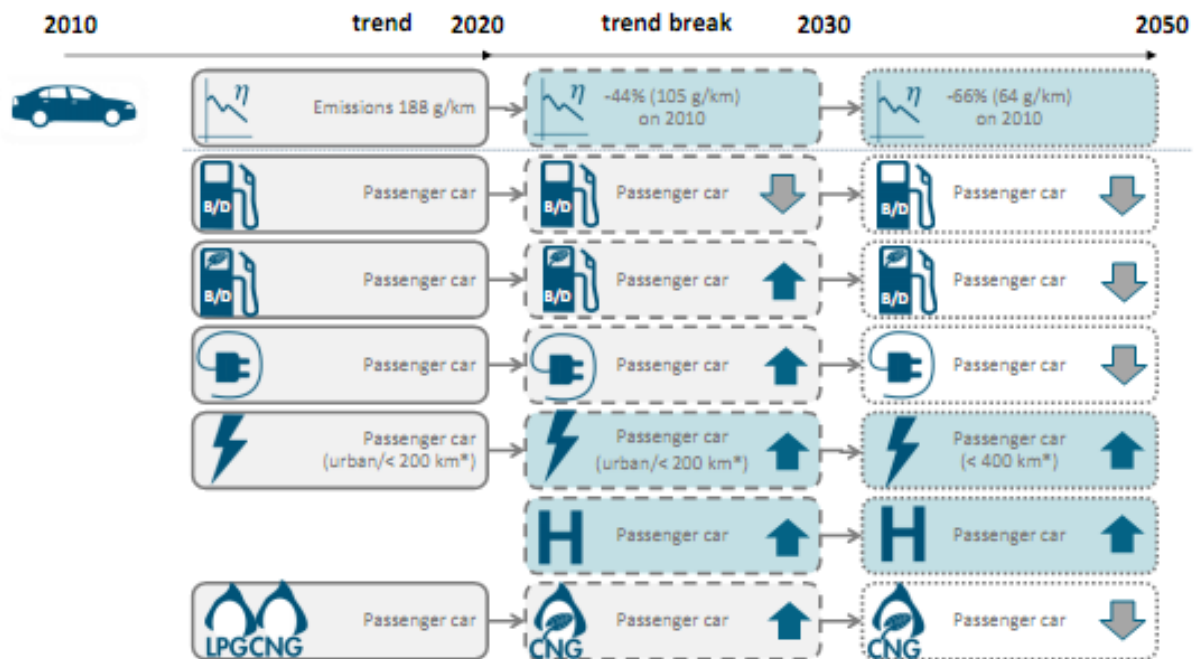 2010 trend 2020 trend break 2030 2050
η Emissions 188 g/km
η -44% (105 g/km)
on 2010
η -66% (64 g/km)
on 2010
B/D Passenger car
B/D Passenger car
B/D Passenger car
B/D Passenger car
B/D Passenger car
B/D Passenger car
Passenger car
Passenger car
Passenger car
Passenger car
(urban/< 200 km*)
Passenger car
(urban/< 200 km*)
Passenger car
(< 400 km*)
H Passenger car
H Passenger car
LPG CNG Passenger car
CNG Passenger car
CNG Passenger car